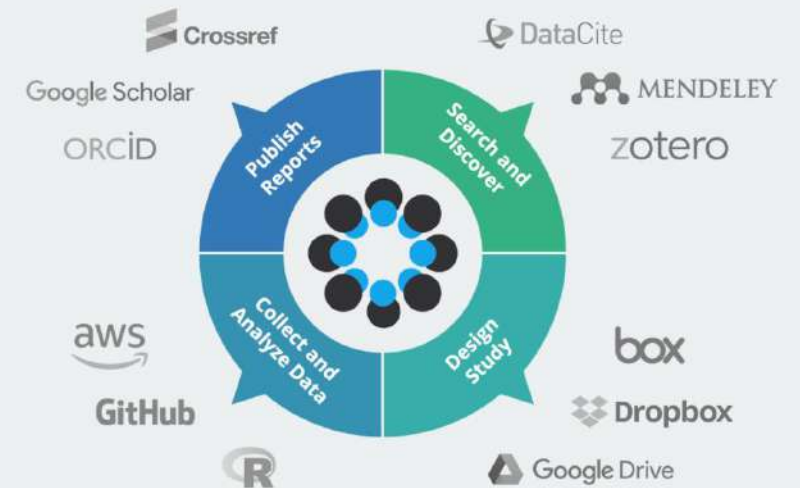 Crossref
DataCite
Google Scholar
MENDELEY
ORCID
zotero
Publish
Reports
Search and
Discover
Collect and
Analyze Data
Design
Study
aws
box
GitHub
Dropbox
R
Google Drive